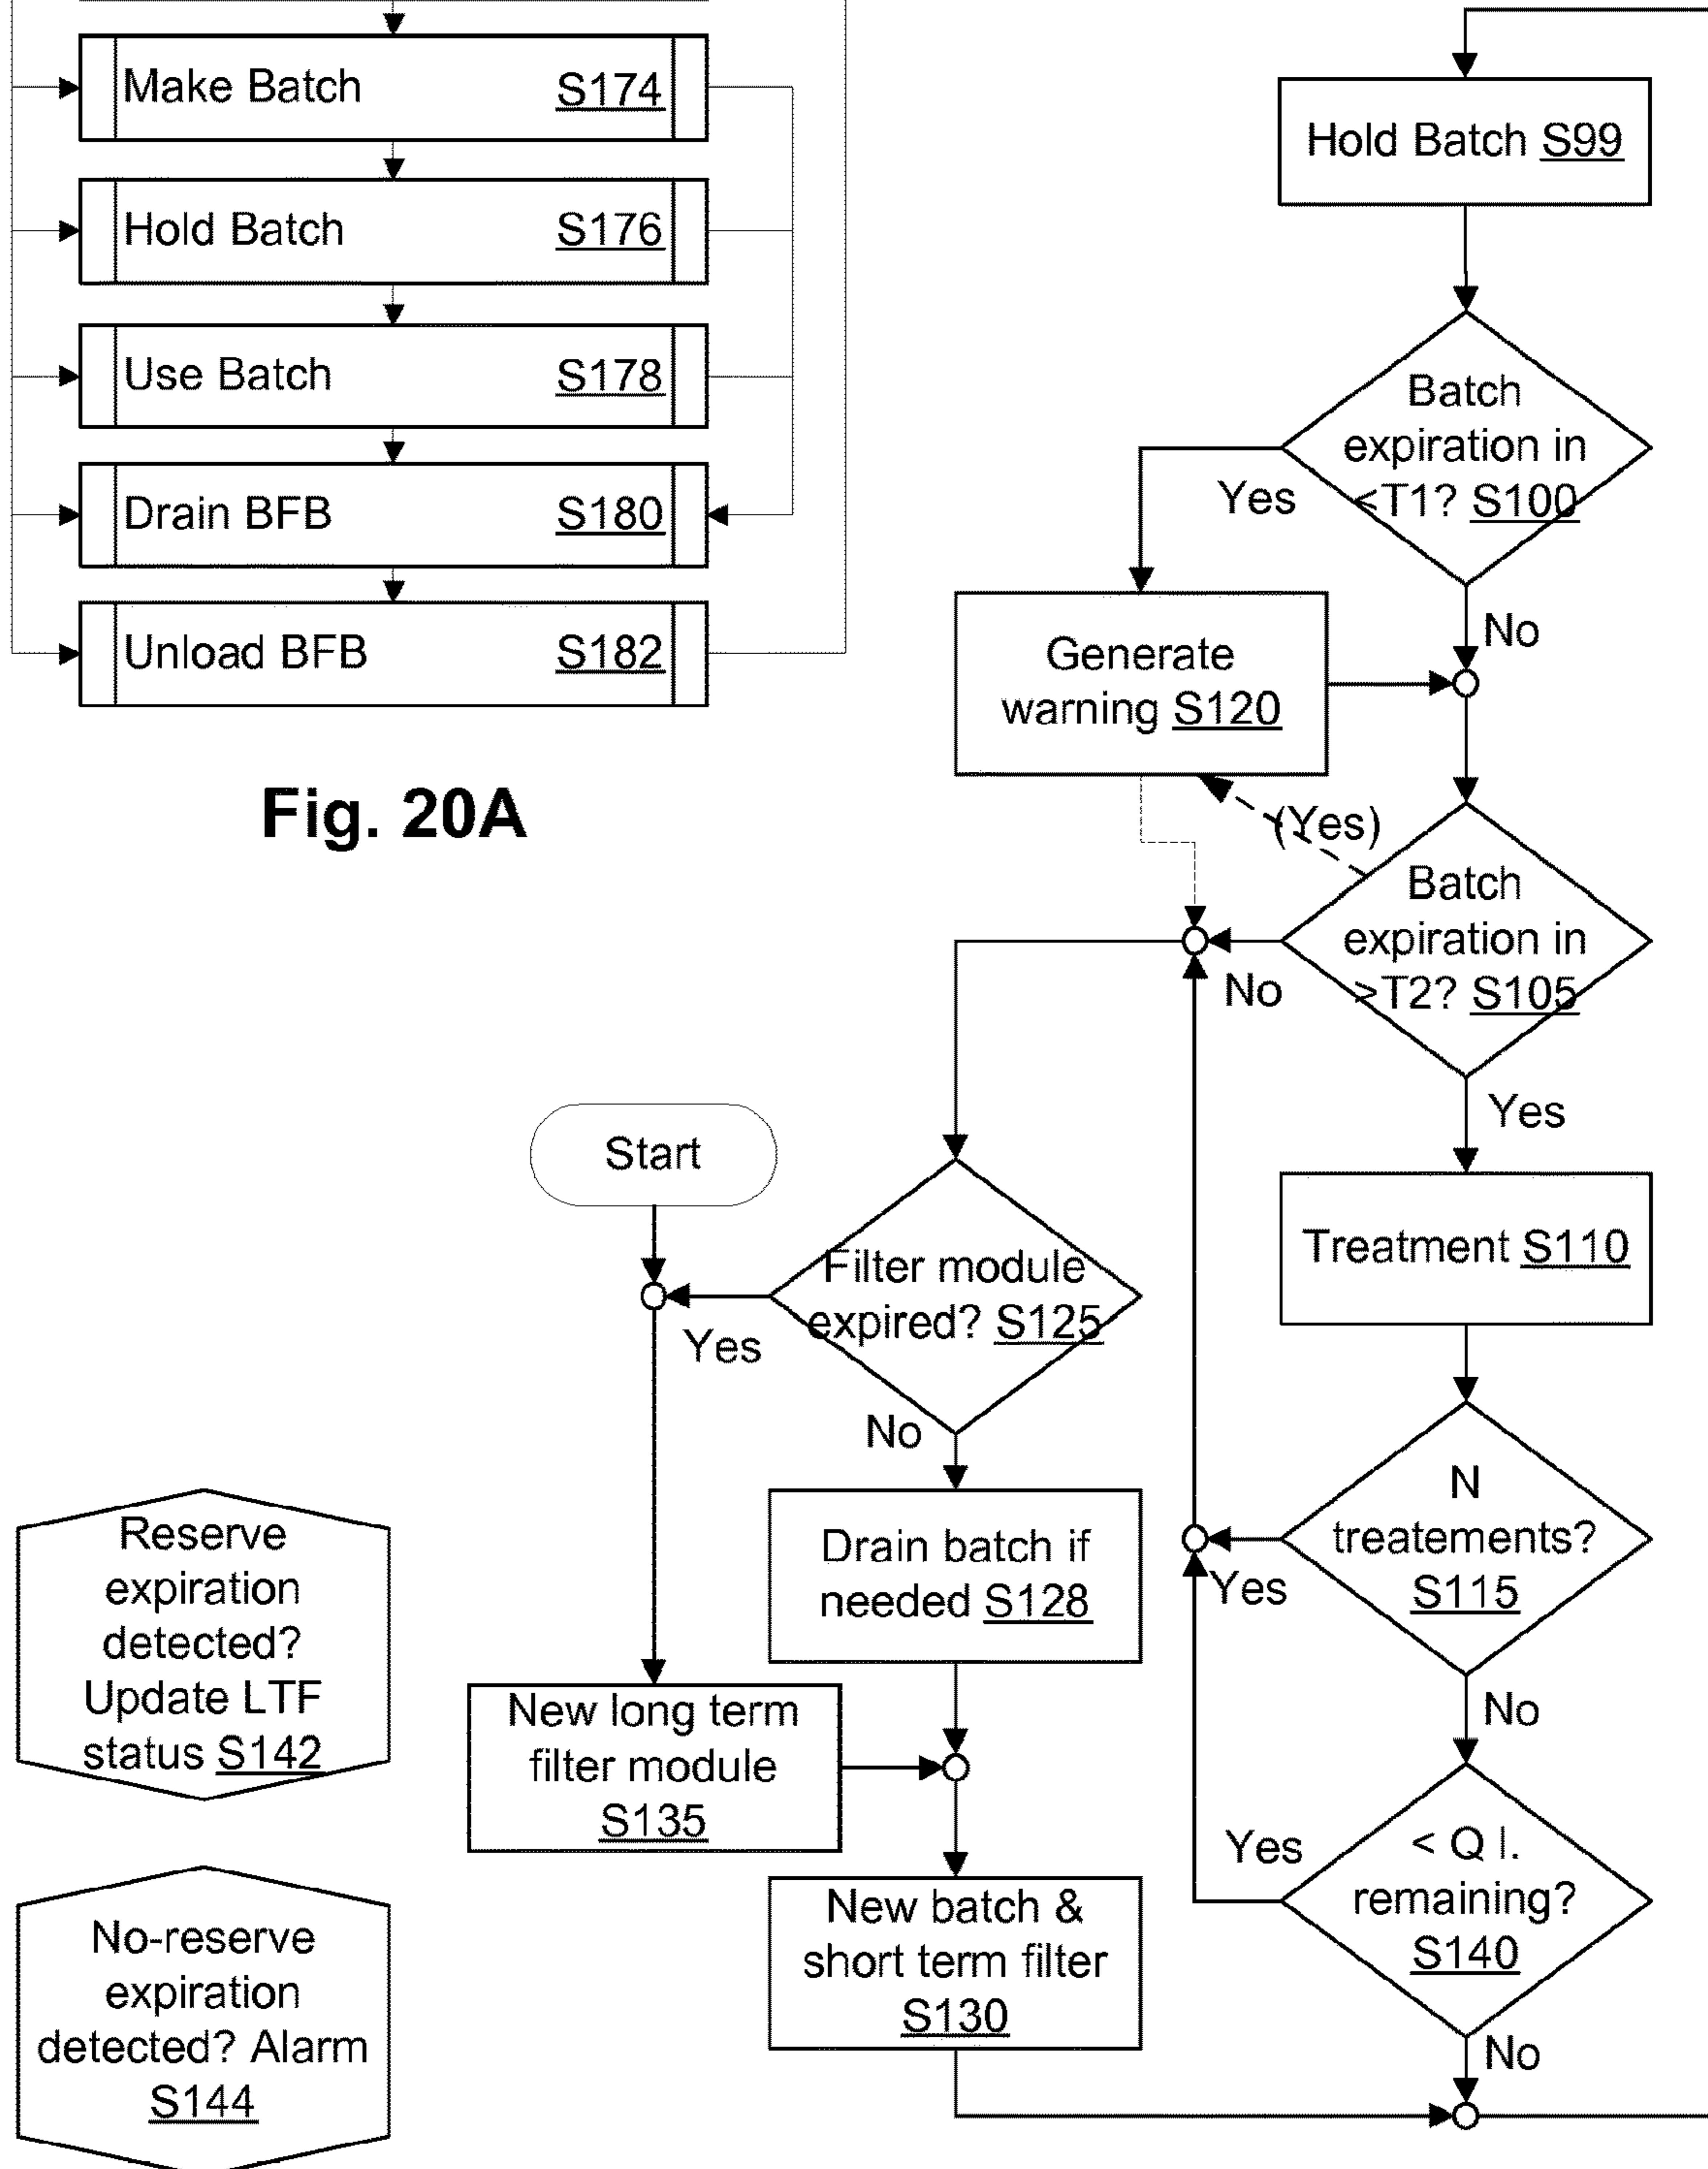 Make Batch S174
Hold Batch S176
Use Batch S178
Drain BFB S180
Unload BFB S182
Fig. 20A
Hold Batch S99
Batch
expiration in
<T1? S100
Yes
No
Generate
warning S120
(Yes)
Batch
expiration in
>T2? S105
No
Yes
Start
Filter module
expired? S125
Yes
No
Treatment S110
Drain batch if
needed S128
N
treatements?
S115
Yes
No
New long term
filter module
S135
New batch &
short term filter
S130
< Q l.
remaining?
S140
Yes
No
Reserve
expiration
detected?
Update LTF
status S142
No-reserve
expiration
detected? Alarm
S144